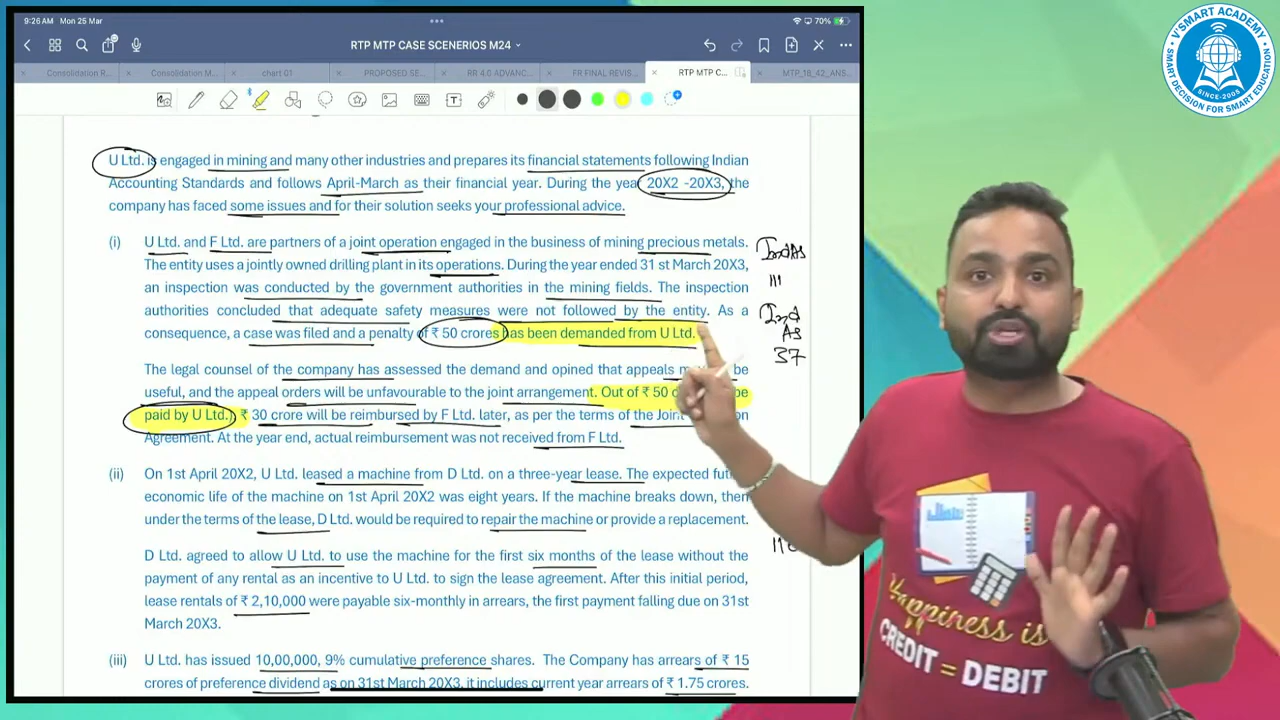 9:26 AM Mon 25 Mar
70%
RTP MTP CASE SCENERIOS M24
Consolidation R...
Consolidation M...
chart 01
PROPOSED SE...
RR 4.0 ADVANC...
FR FINAL REVIS...
RTP MTP C...
MTP_18_42_ANS...
V'SMART ACADEMY
SMART DECISION FOR SMART EDUCATION
SINCE-2008
U Ltd. is engaged in mining and many other industries and prepares its financial statements following Indian
Accounting Standards and follows April-March as their financial year. During the year 20X2 -20X3, the
company has faced some issues and for their solution seeks your professional advice.
(i) U Ltd. and F Ltd. are partners of a joint operation engaged in the business of mining precious metals.
The entity uses a jointly owned drilling plant in its operations. During the year ended 31 st March 20X3,
an inspection was conducted by the government authorities in the mining fields. The inspection
authorities concluded that adequate safety measures were not followed by the entity. As a
consequence, a case was filed and a penalty of ₹ 50 crores has been demanded from U Ltd.
Ind AS
111
Ind
AS
37
The legal counsel of the company has assessed the demand and opined that appeals be
useful, and the appeal orders will be unfavourable to the joint arrangement. Out of ₹ 50 be
paid by U Ltd., ₹ 30 crore will be reimbursed by F Ltd. later, as per the terms of the Joint
Agreement. At the year end, actual reimbursement was not received from F Ltd.
(ii) On 1st April 20X2, U Ltd. leased a machine from D Ltd. on a three-year lease. The expected
economic life of the machine on 1st April 20X2 was eight years. If the machine breaks down, then
under the terms of the lease, D Ltd. would be required to repair the machine or provide a replacement.
D Ltd. agreed to allow U Ltd. to use the machine for the first six months of the lease without the
payment of any rental as an incentive to U Ltd. to sign the lease agreement. After this initial period,
lease rentals of ₹ 2,10,000 were payable six-monthly in arrears, the first payment falling due on 31st
March 20X3.
(iii) U Ltd. has issued 10,00,000, 9% cumulative preference shares. The Company has arrears of ₹ 15
crores of preference dividend as on 31st March 20X3, it includes current year arrears of ₹ 1.75 crores.
Happiness is
CREDIT = DEBIT